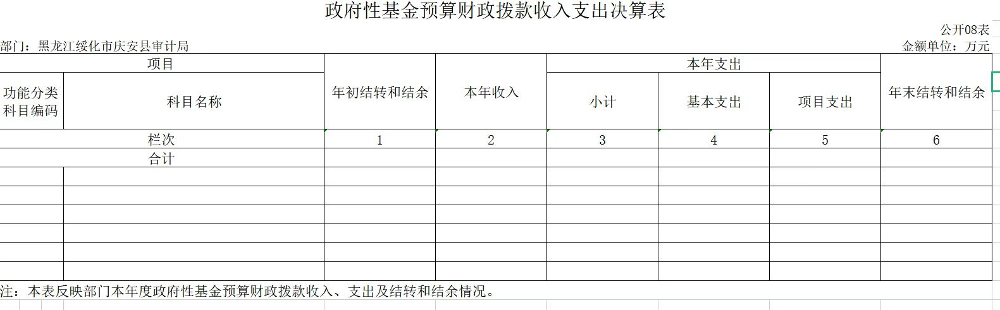 政府性基金预算财政拨款收入支出决算表
公开08表
部门：黑龙江绥化市庆安县审计局 金额单位：万元
项目 年初结转和结余 本年收入 本年支出 年末结转和结余
功能分类
科目编码 科目名称 小计 基本支出 项目支出
栏次 1 2 3 4 5 6
合计
注：本表反映部门本年度政府性基金预算财政拨款收入、支出及结转和结余情况。